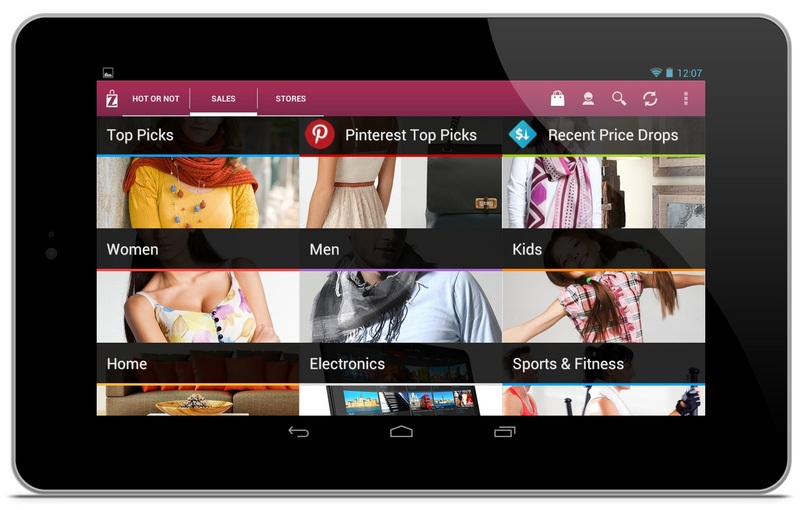 12:07
Z
HOT OR NOT
SALES
STORES
Top Picks
Pinterest Top Picks
$ Recent Price Drops
Women
Men
Kids
Home
Electronics
Sports & Fitness